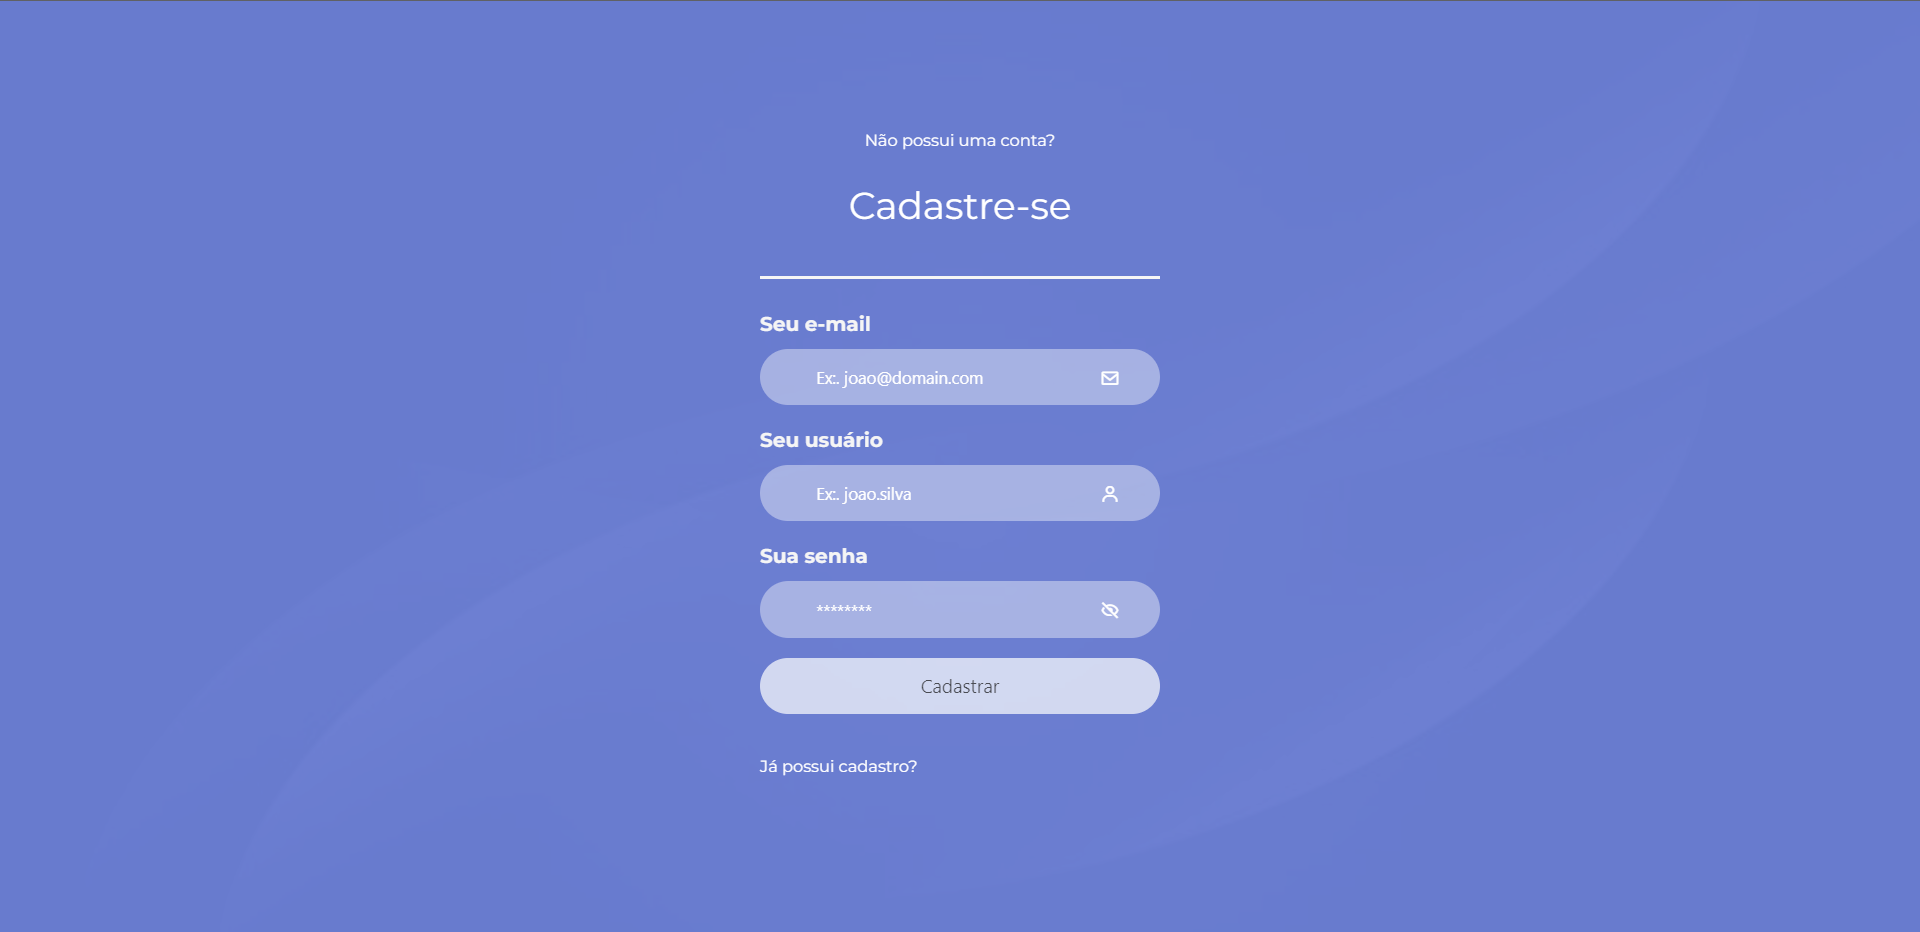 Não possui uma conta?
Cadastre-se
Seu e-mail
Ex:. joao@domain.com
Seu usuário
Ex:. joao.silva
Sua senha
********
Cadastrar
Já possui cadastro?